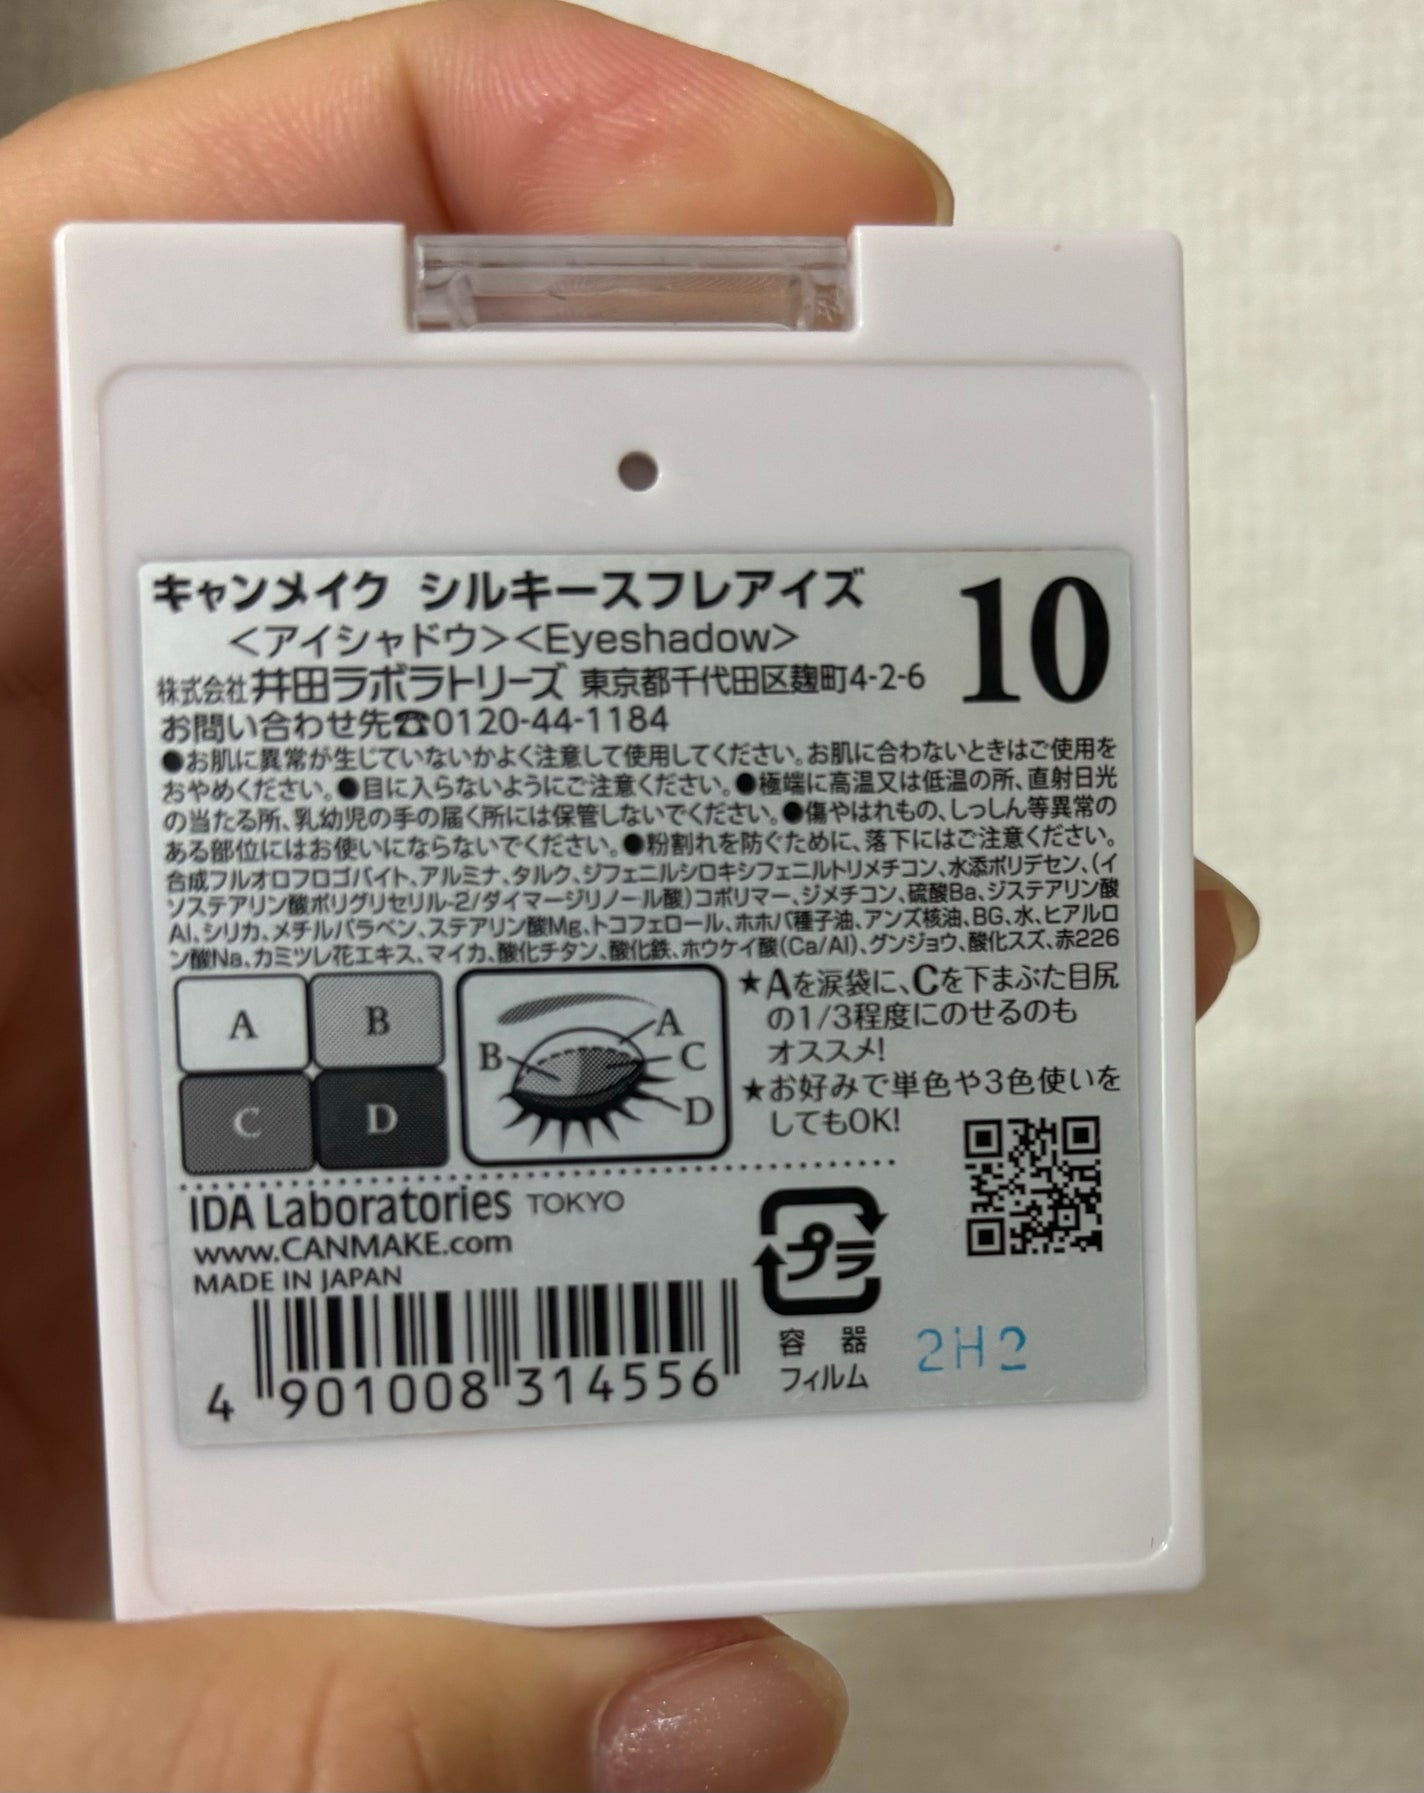 キャンメイク シルキースフレアイズ
10
<アイシャドウ><Eyeshadow>
株式会社井田ラボラトリーズ 東京都千代田区麹町4-2-6
お問い合わせ先☎0120-44-1184
●お肌に異常が生じていないかよく注意して使用してください。お肌に合わないときはご使用を
おやめください。●目に入らないようにご注意ください。●極端に高温又は低温の所、直射日光
の当たる所、乳幼児の手の届く所には保管しないでください。●傷やはれもの、しっしん等異常の
ある部位にはお使いにならないでください。●粉割れを防ぐために、落下にはご注意ください。
合成フルオロフロゴパイト、アルミナ、タルク、ジフェニルシロキシフェニルトリメチコン、水添ポリデセン、(イ
ソステアリン酸ポリグリセリル-2/ダイマージリノール酸)コポリマー、ジメチコン、硫酸Ba、ジステアリン酸
Al、シリカ、メチルパラベン、ステアリン酸Mg、トコフェロール、ホホバ種子油、アンズ核油、BG、水、ヒアルロ
ン酸Na、カミツレ花エキス、マイカ、酸化チタン、酸化鉄、ホウケイ酸(Ca/Al)、グンジョウ、酸化スズ、赤226
A
B
C
D
A
B
C
D
★Aを涙袋に、Cを下まぶた目尻
の1/3程度にのせるのも
オススメ!
★お好みで単色や3色使いを
してもOK!
IDA Laboratories TOKYO
www.CANMAKE.com
MADE IN JAPAN
4 901008 314556
プラ
容 器
フィルム
2H2